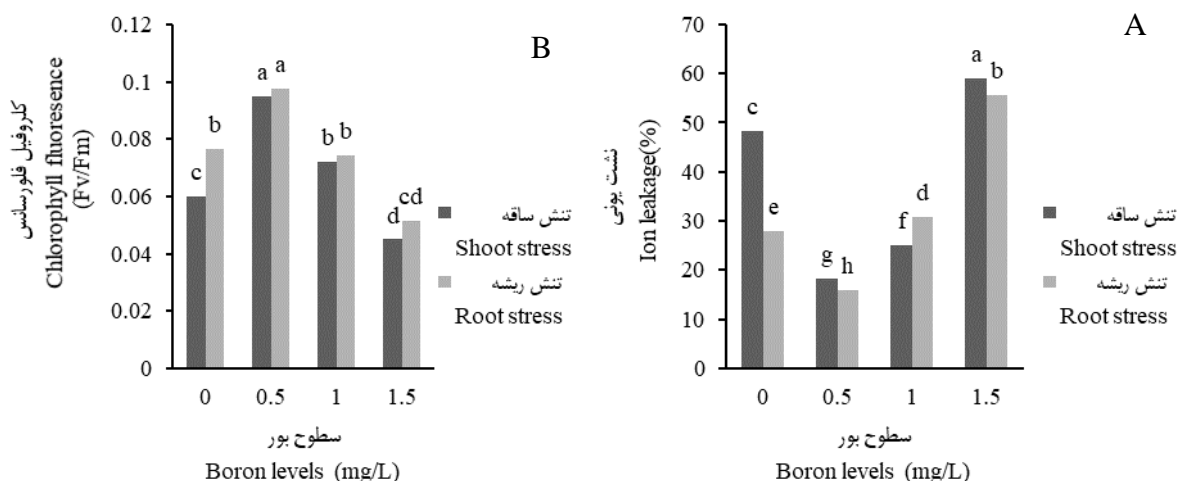 B
کلروفیل فلورسانس
Chlorophyll fluoresence
(Fv/Fm)
0.12
0.1
0.08
0.06
0.04
0.02
0
c
b
a
a
b
b
d
cd
0
0.5
1
1.5
سطوح بور
Boron levels (mg/L)
تنش ساقه
Shoot stress
تنش ریشه
Root stress
A
نشت یونی
Ion leakage(%)
70
60
50
40
30
20
10
0
c
e
g
h
f
d
a
b
0
0.5
1
1.5
سطوح بور
Boron levels (mg/L)
تنش ساقه
Shoot stress
تنش ریشه
Root stress